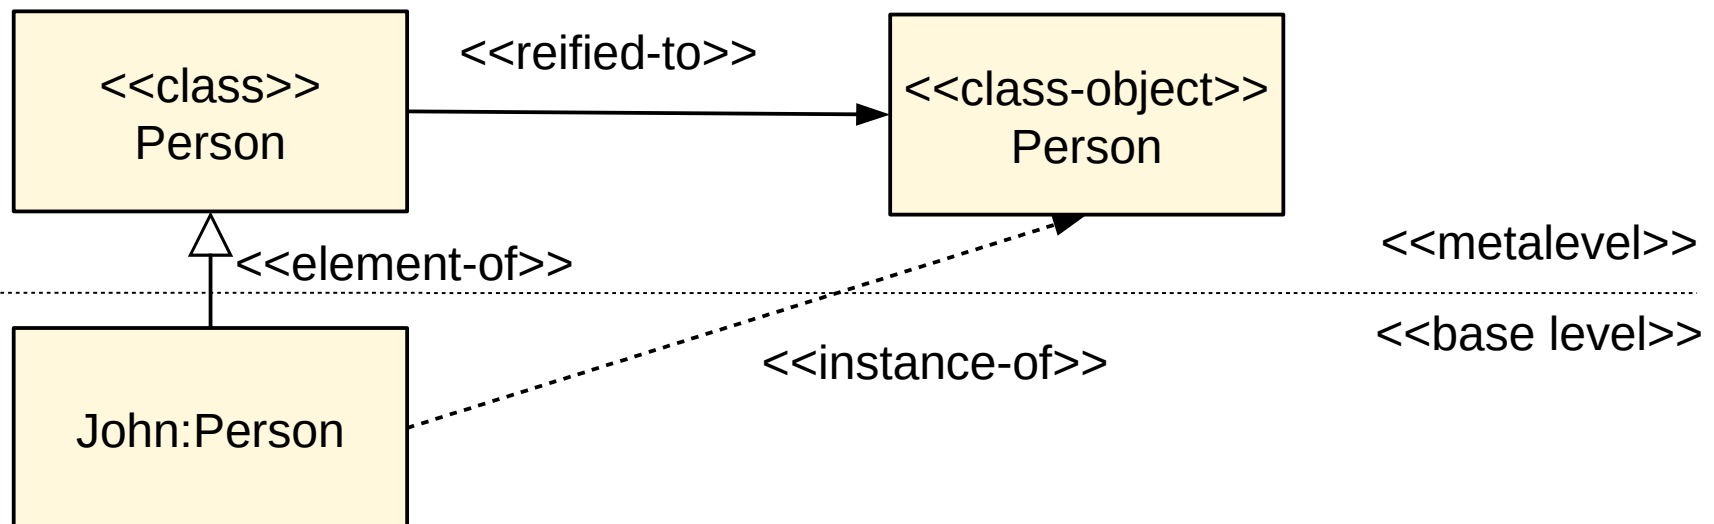 <<class>>
Person
<<reified-to>>
<<class-object>>
Person
<<element-of>>
<<metalevel>>
<<base level>>
<<instance-of>>
John:Person